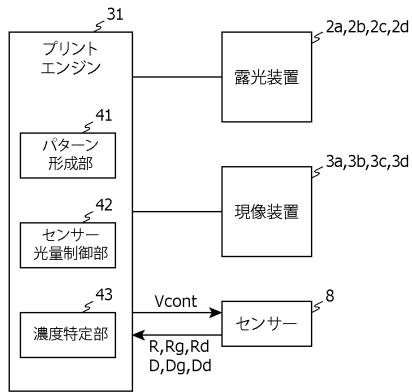 31
プリント
エンジン
41
パターン
形成部
42
センサー
光量制御部
43
濃度特定部
2a,2b,2c,2d
露光装置
3a,3b,3c,3d
現像装置
Vcont
8
センサー
R,Rg,Rd
D,Dg,Dd